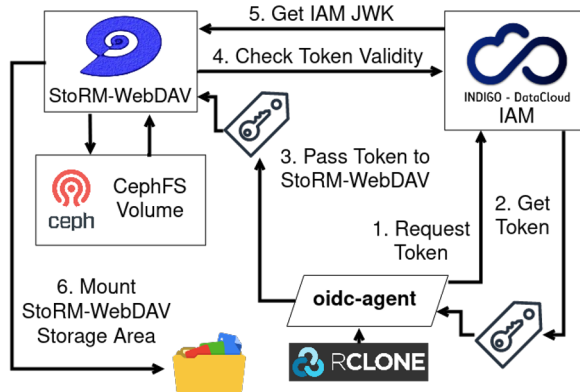 5. Get IAM JWK
4. Check Token Validity
StoRM-WebDAV
INDIGO - DataCloud
IAM
3. Pass Token to
StoRM-WebDAV
CephFS
Volume
ceph
2. Get
Token
1. Request
Token
6. Mount
StoRM-WebDAV
Storage Area
oidc-agent
RCLONE